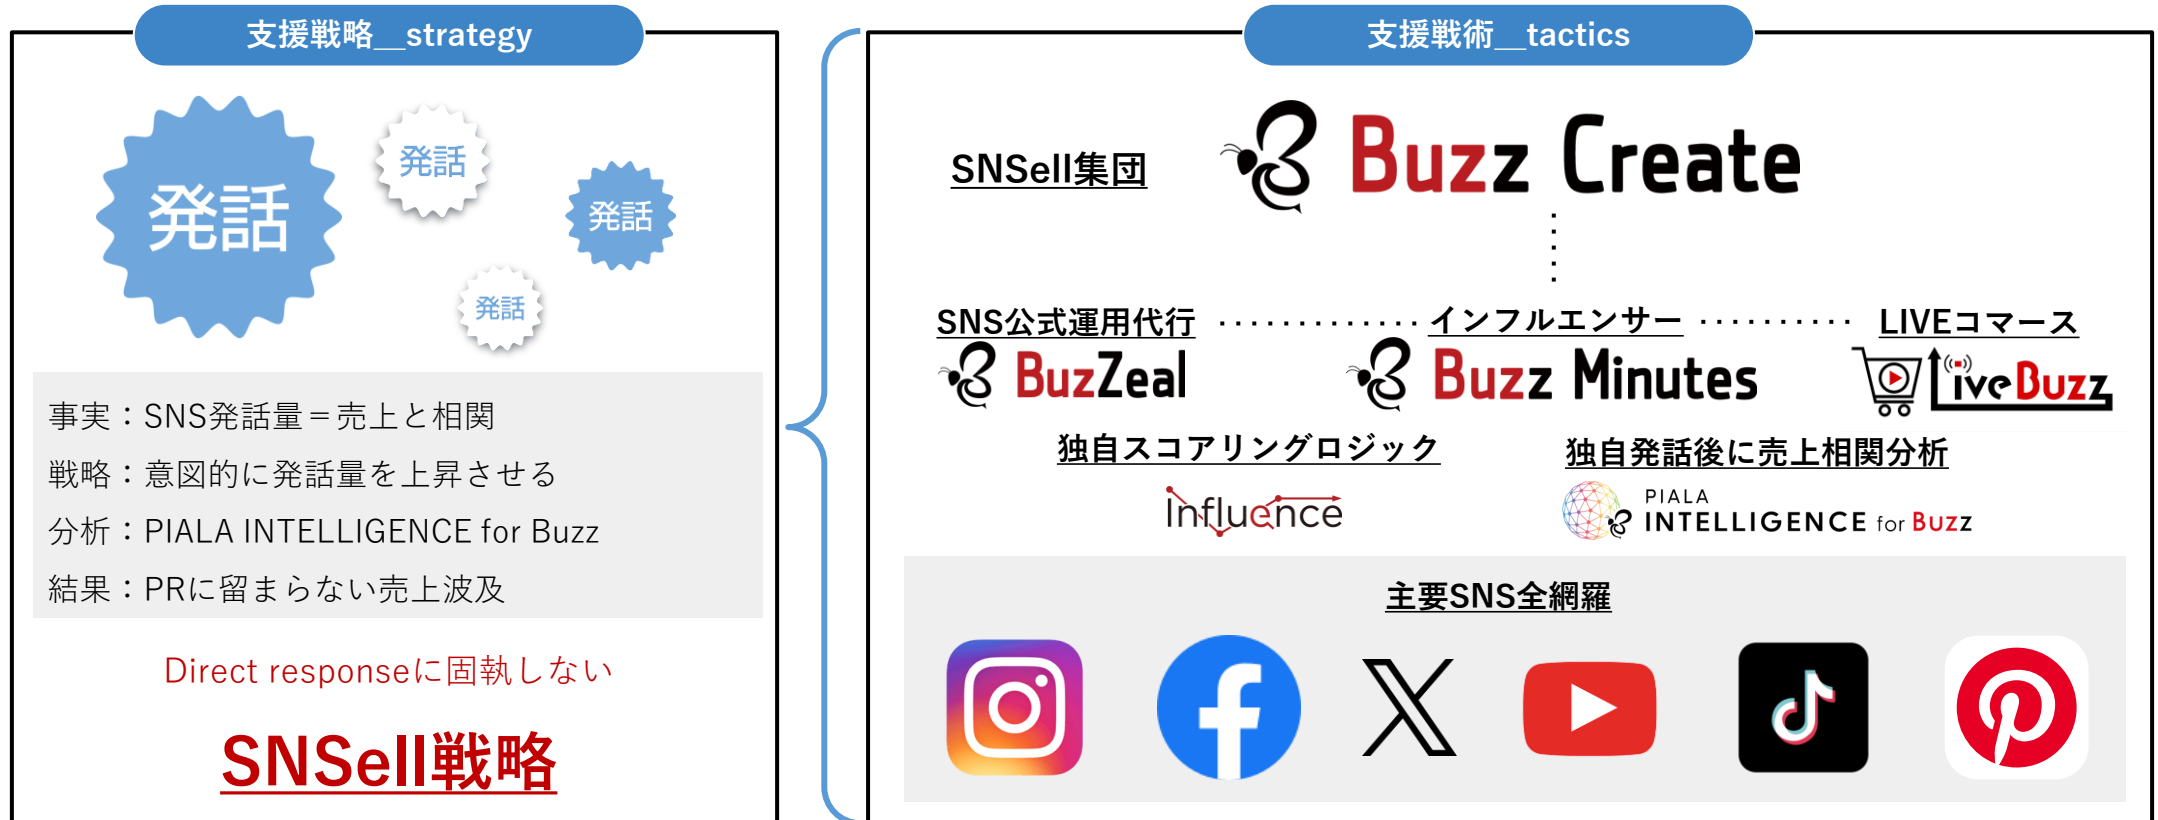 支援戦略__strategy
発話
発話
発話
発話
事実：SNS発話量＝売上と相関
戦略：意図的に発話量を上昇させる
分析：PIALA INTELLIGENCE for Buzz
結果：PRに留まらない売上波及
Direct responseに固執しない
SNSell戦略
支援戦術__tactics
SNSell集団
Buzz Create
SNS公式運用代行
インフルエンサー
LIVEコマース
BuzZeal
Buzz Minutes
LiveBuzz
独自スコアリングロジック
独自発話後に売上相関分析
Influence
PIALA
INTELLIGENCE for Buzz
主要SNS全網羅